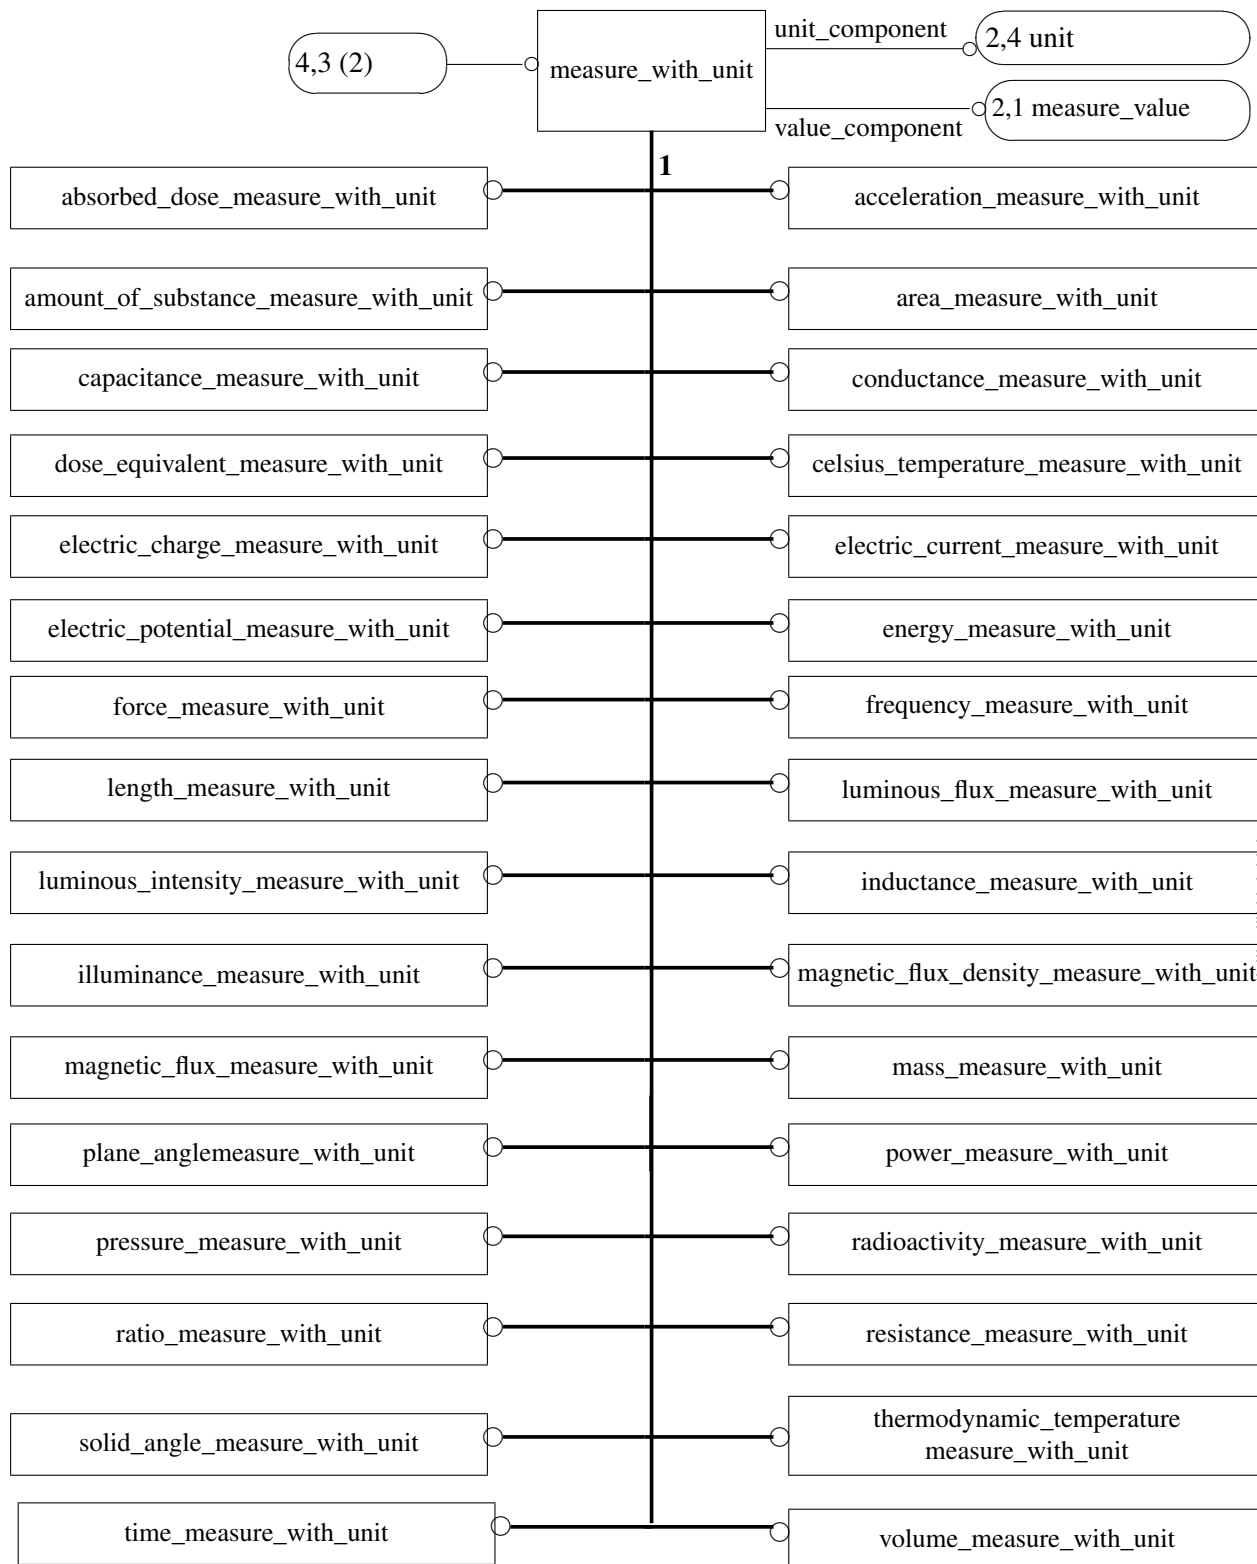 unit_component
2,4 unit
4,3 (2)
measure_with_unit
2,1 measure_value
value_component
1
absorbed_dose_measure_with_unit
acceleration_measure_with_unit
amount_of_substance_measure_with_unit
area_measure_with_unit
capacitance_measure_with_unit
conductance_measure_with_unit
dose_equivalent_measure_with_unit
celsius_temperature_measure_with_unit
electric_charge_measure_with_unit
electric_current_measure_with_unit
electric_potential_measure_with_unit
energy_measure_with_unit
force_measure_with_unit
frequency_measure_with_unit
length_measure_with_unit
luminous_flux_measure_with_unit
luminous_intensity_measure_with_unit
inductance_measure_with_unit
illuminance_measure_with_unit
magnetic_flux_density_measure_with_unit
magnetic_flux_measure_with_unit
mass_measure_with_unit
plane_anglemeasure_with_unit
power_measure_with_unit
pressure_measure_with_unit
radioactivity_measure_with_unit
ratio_measure_with_unit
resistance_measure_with_unit
solid_angle_measure_with_unit
thermodynamic_temperature
measure_with_unit
time_measure_with_unit
volume_measure_with_unit